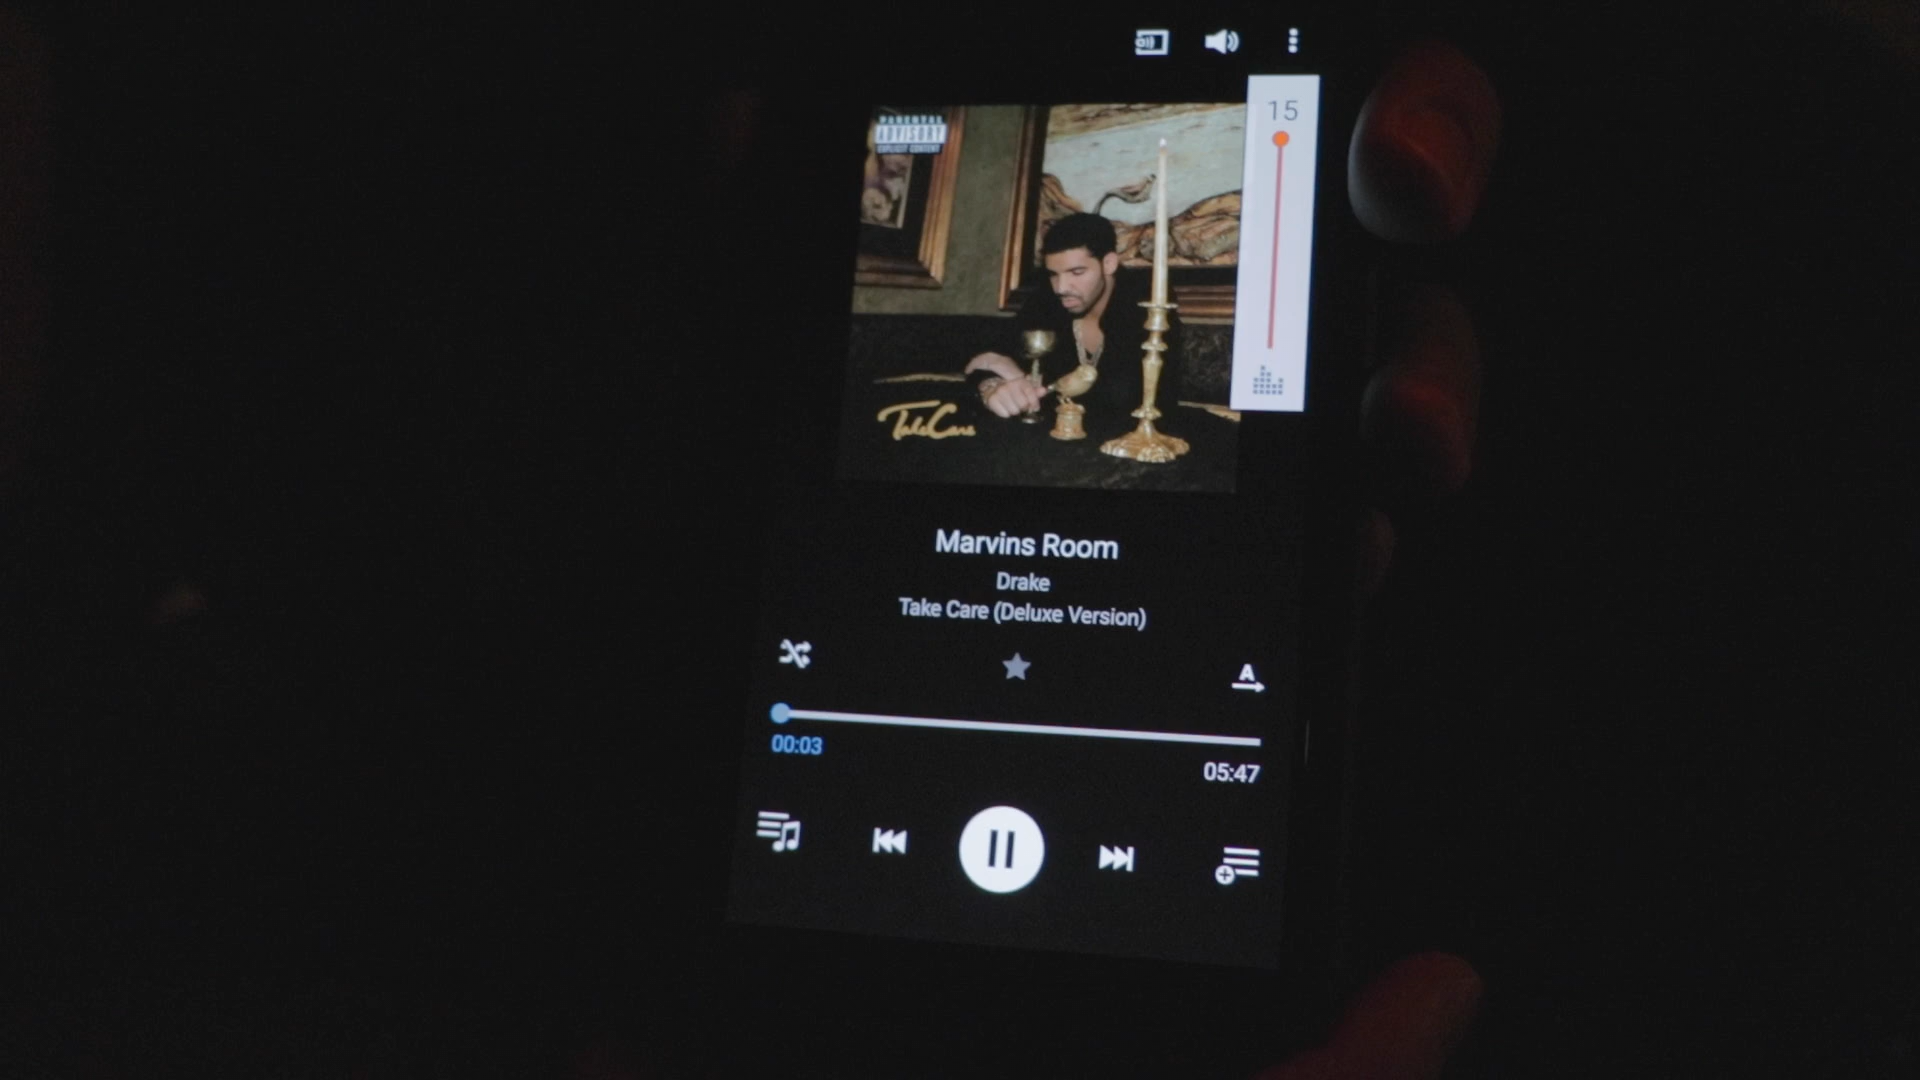 15
PARENTAL
ADVISORY
EXPLICIT CONTENT
Take Care
Marvins Room
Drake
Take Care (Deluxe Version)
A
00:03
05:47